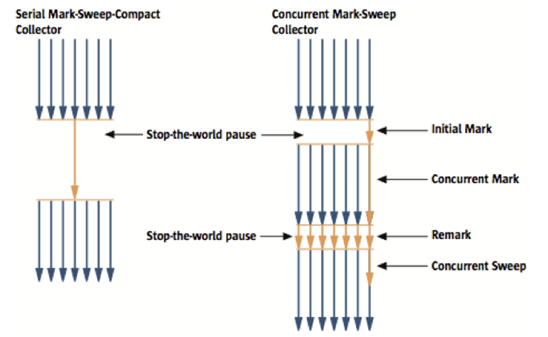 Serial Mark-Sweep-Compact
Collector
Concurrent Mark-Sweep
Collector
Stop-the-world pause
Initial Mark
Concurrent Mark
Stop-the-world pause
Remark
Concurrent Sweep